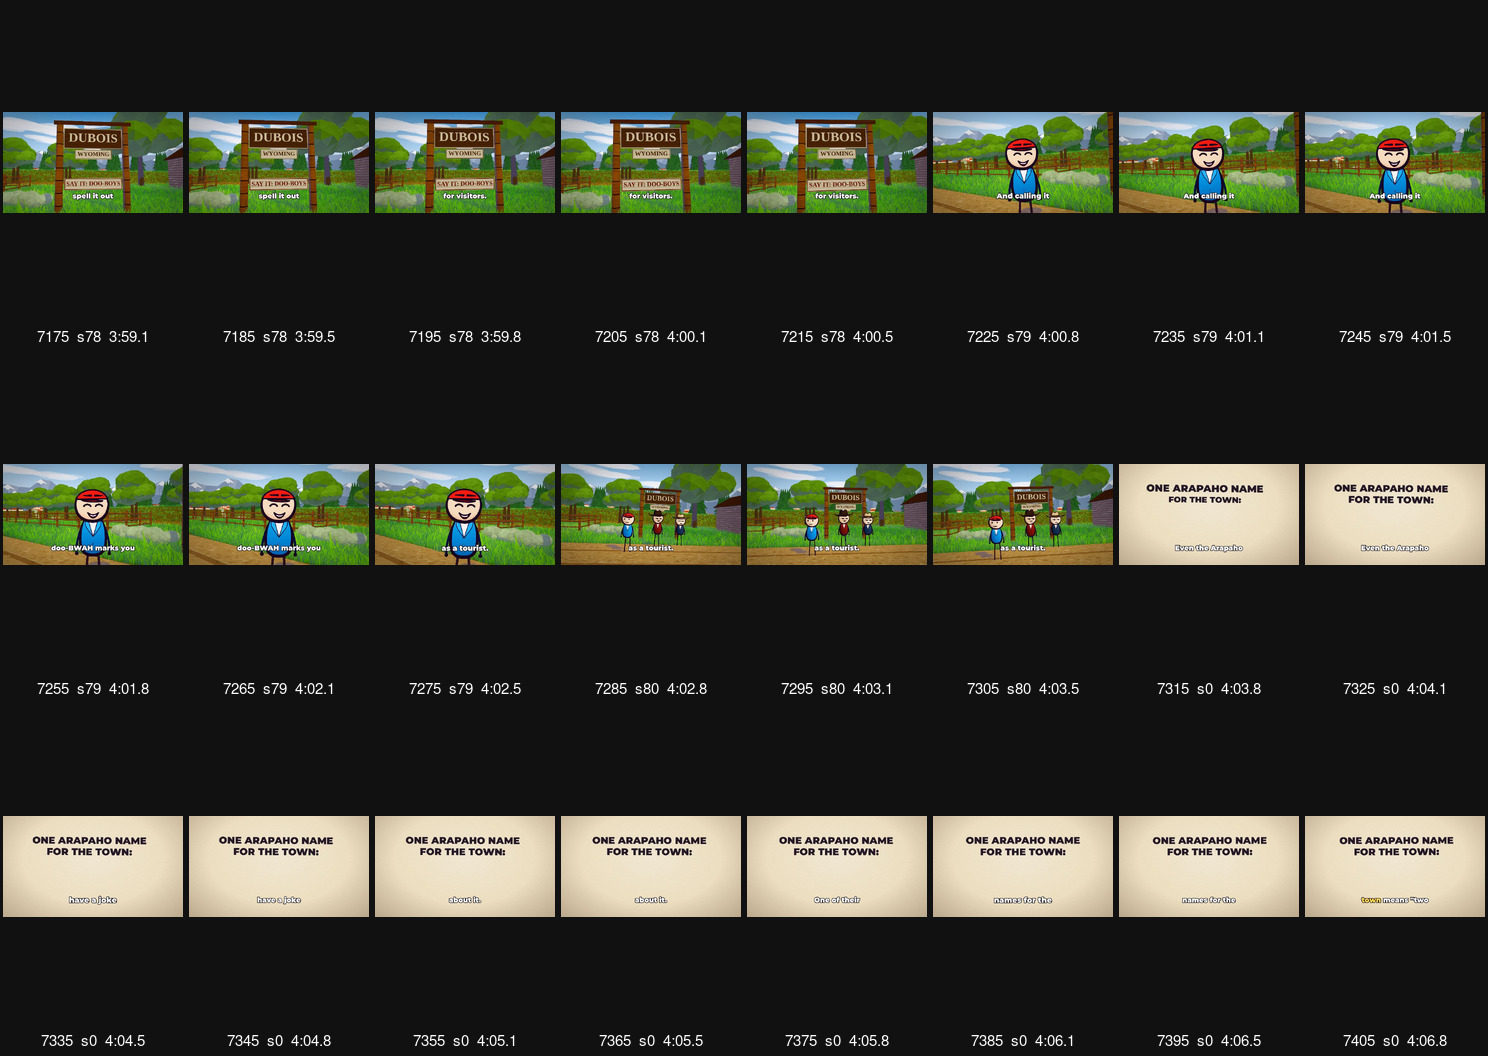 DUBOIS
WYOMING
SAY IT: DOO-BOYS
spell it out
DUBOIS
WYOMING
SAY IT: DOO-BOYS
spell it out
DUBOIS
WYOMING
SAY IT: DOO-BOYS
for visitors.
DUBOIS
WYOMING
SAY IT: DOO-BOYS
for visitors.
DUBOIS
WYOMING
SAY IT: DOO-BOYS
for visitors.
And calling it
And calling it
And calling it
7175 s78 3:59.1
7185 s78 3:59.5
7195 s78 3:59.8
7205 s78 4:00.1
7215 s78 4:00.5
7225 s79 4:00.8
7235 s79 4:01.1
7245 s79 4:01.5
doo-BWAH marks you
doo-BWAH marks you
as a tourist.
DUBOIS
WYOMING
as a tourist.
DUBOIS
WYOMING
as a tourist.
DUBOIS
WYOMING
as a tourist.
ONE ARAPAHO NAME
FOR THE TOWN:
Even the Arapaho
ONE ARAPAHO NAME
FOR THE TOWN:
Even the Arapaho
7255 s79 4:01.8
7265 s79 4:02.1
7275 s79 4:02.5
7285 s80 4:02.8
7295 s80 4:03.1
7305 s80 4:03.5
7315 s0 4:03.8
7325 s0 4:04.1
ONE ARAPAHO NAME
FOR THE TOWN:
have a joke
ONE ARAPAHO NAME
FOR THE TOWN:
have a joke
ONE ARAPAHO NAME
FOR THE TOWN:
about it.
ONE ARAPAHO NAME
FOR THE TOWN:
about it.
ONE ARAPAHO NAME
FOR THE TOWN:
One of their
ONE ARAPAHO NAME
FOR THE TOWN:
names for the
ONE ARAPAHO NAME
FOR THE TOWN:
names for the
ONE ARAPAHO NAME
FOR THE TOWN:
town means "two
7335 s0 4:04.5
7345 s0 4:04.8
7355 s0 4:05.1
7365 s0 4:05.5
7375 s0 4:05.8
7385 s0 4:06.1
7395 s0 4:06.5
7405 s0 4:06.8